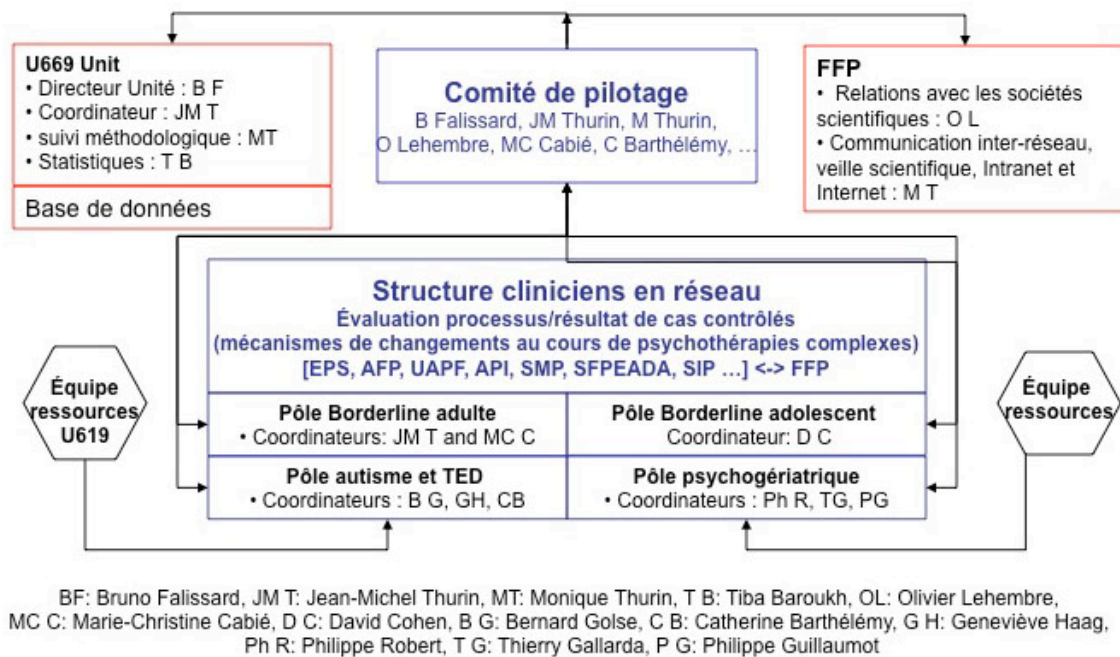 U669 Unit
• Directeur Unité : B F
• Coordinateur : JM T
• suivi méthodologique : MT
• Statistiques : T B
Base de données
Comité de pilotage
B Falissard, JM Thurin, M Thurin,
O Lehembre, MC Cabié, C Barthélémy, …
FFP
• Relations avec les sociétés
scientifiques : O L
• Communication inter-réseau,
veille scientifique, Intranet et
Internet : M T
Structure cliniciens en réseau
Évaluation processus/résultat de cas contrôlés
(mécanismes de changements au cours de psychothérapies complexes)
[EPS, AFP, UAPF, API, SMP, SFPEADA, SIP …] <-> FFP
Équipe
ressources
U619
Pôle Borderline adulte
• Coordinateurs: JM T and MC C
Pôle Borderline adolescent
Coordinateur: D C
Pôle autisme et TED
• Coordinateurs : B G, GH, CB
Pôle psychogériatrique
• Coordinateurs : Ph R, TG, PG
Équipe
ressources
BF: Bruno Falissard, JM T: Jean-Michel Thurin, MT: Monique Thurin, T B: Tiba Baroukh, OL: Olivier Lehembre,
MC C: Marie-Christine Cabié, D C: David Cohen, B G: Bernard Golse, C B: Catherine Barthélémy, G H: Geneviève Haag,
Ph R: Philippe Robert, T G: Thierry Gallarda, P G: Philippe Guillaumot